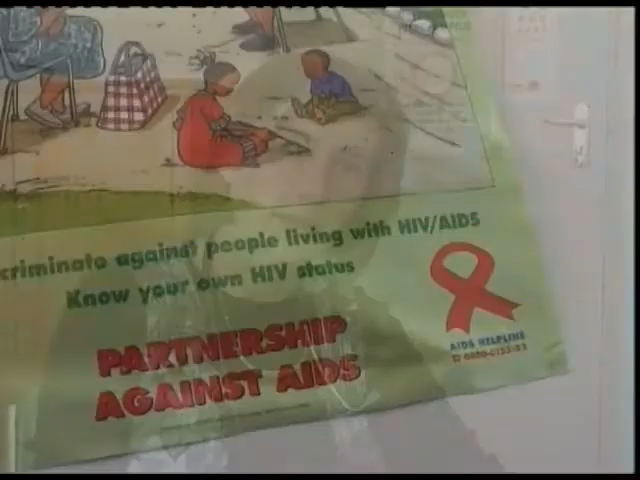 criminate against people living with HIV/AIDS
Know your own HIV status
PARTNERSHIP
AGAINST AIDS
AIDS HELPLINE